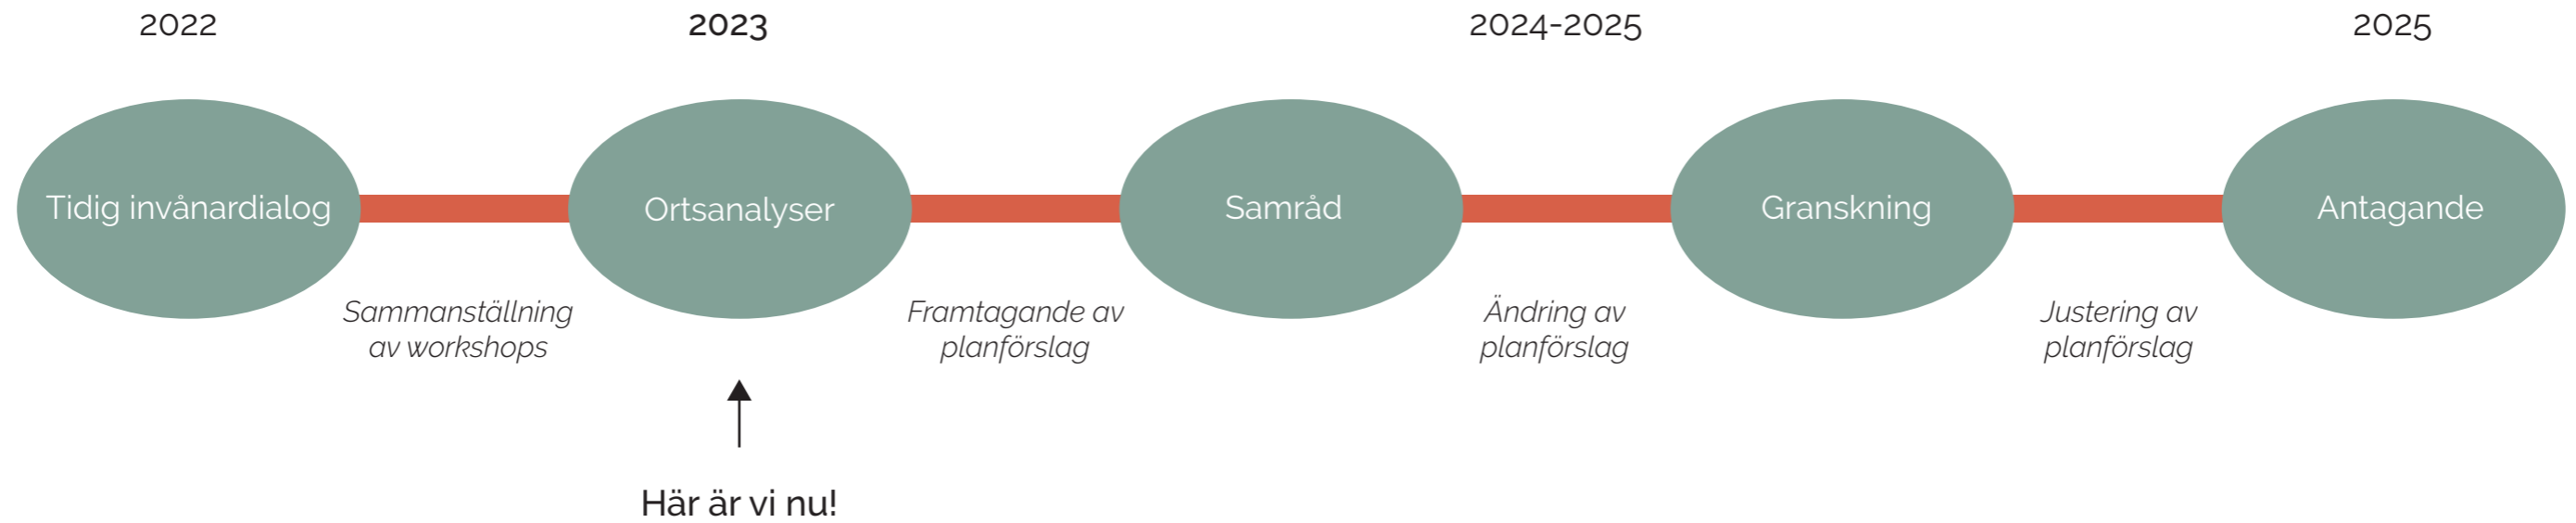 2022
2023
2024-2025
2025
Tidig invånardialog
Ortsanalyser
Samråd
Granskning
Antagande
Sammanställning
av workshops
Framtagande av
planförslag
Ändring av
planförslag
Justering av
planförslag
Här är vi nu!